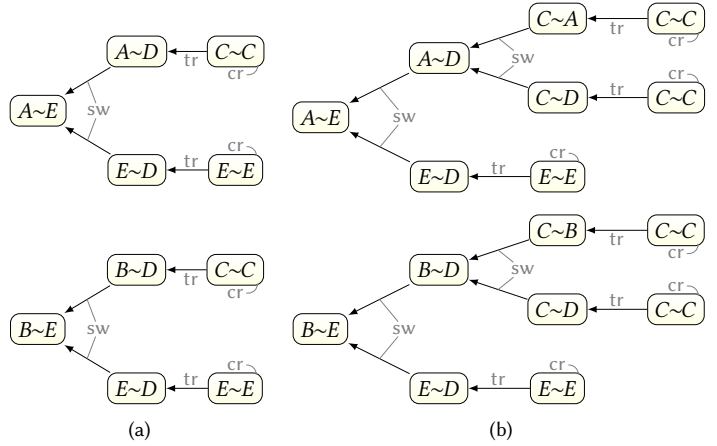 A~D C~C
tr
cr
A~E sw
cr
E~D tr E~E
B~D tr C~C
cr
B~E sw
cr
E~D tr E~E
(a)
C~A tr C~C
cr
A~D sw
cr
C~D tr C~C
A~E sw
cr
E~D tr E~E
C~B tr C~C
cr
B~D sw
cr
C~D tr C~C
B~E sw
cr
E~D tr E~E
(b)